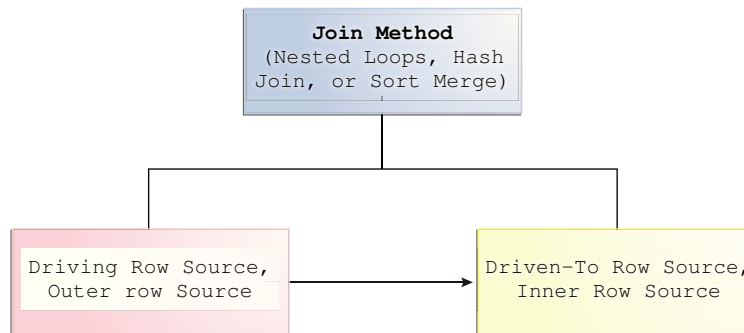 Join Method
(Nested Loops, Hash
Join, or Sort Merge)
Driving Row Source,
Outer row Source
Driven-To Row Source,
Inner Row Source